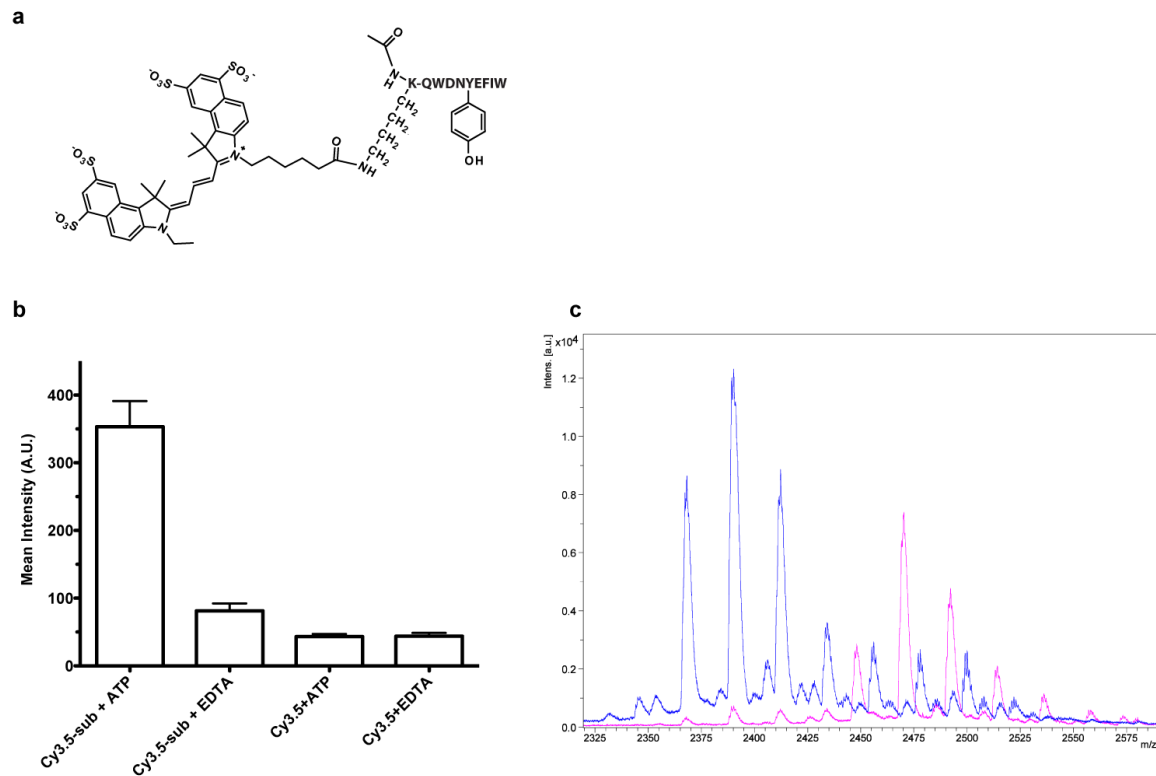 a
O
N
H
K-QWDNYEFIW
CH2
CH2
CH2
CH2
OH
O
NH
-O3S
SO3-
N+
-O3S
-O3S
N
b
Mean Intensity (A.U.)
400
300
200
100
0
Cy3.5-sub + ATP
Cy3.5-sub + EDTA
Cy3.5+ATP
Cy3.5+EDTA
c
Intens. [a.u.]
x10^4
1.2
1.0
0.8
0.6
0.4
0.2
0.0
2325
2350
2375
2400
2425
2450
2475
2500
2525
2550
2575
m/z